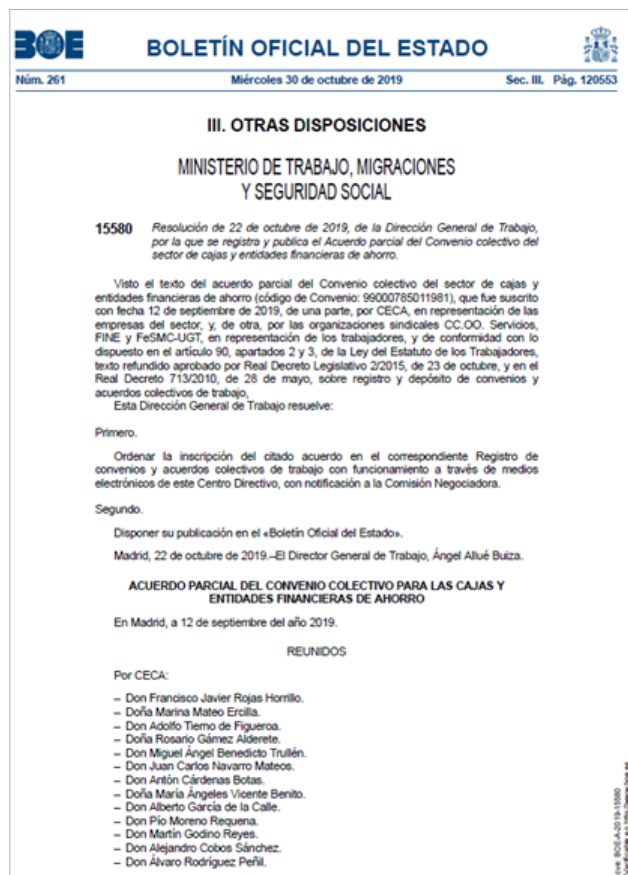 BOE
BOLETÍN OFICIAL DEL ESTADO
Núm. 261 Miércoles 30 de octubre de 2019 Sec. III. Pág. 120553
III. OTRAS DISPOSICIONES
MINISTERIO DE TRABAJO, MIGRACIONES
Y SEGURIDAD SOCIAL
15580 Resolución de 22 de octubre de 2019, de la Dirección General de Trabajo,
por la que se registra y publica el Acuerdo parcial del Convenio colectivo del
sector de cajas y entidades financieras de ahorro.
Visto el texto del acuerdo parcial del Convenio colectivo del sector de cajas y
entidades financieras de ahorro (código de Convenio: 99000785011981), que fue suscrito
con fecha 12 de septiembre de 2019, de una parte, por CECA, en representación de las
empresas del sector, y, de otra, por las organizaciones sindicales CC.OO. Servicios,
FINE y FeSMC-UGT, en representación de los trabajadores, y de conformidad con lo
dispuesto en el artículo 90, apartados 2 y 3, de la Ley del Estatuto de los Trabajadores,
texto refundido aprobado por Real Decreto Legislativo 2/2015, de 23 de octubre, y en el
Real Decreto 713/2010, de 28 de mayo, sobre registro y depósito de convenios y
acuerdos colectivos de trabajo,
Esta Dirección General de Trabajo resuelve:
Primero.
Ordenar la inscripción del citado acuerdo en el correspondiente Registro de
convenios y acuerdos colectivos de trabajo con funcionamiento a través de medios
electrónicos de este Centro Directivo, con notificación a la Comisión Negociadora.
Segundo.
Disponer su publicación en el «Boletín Oficial del Estado».
Madrid, 22 de octubre de 2019.–El Director General de Trabajo, Ángel Allué Buiza.
ACUERDO PARCIAL DEL CONVENIO COLECTIVO PARA LAS CAJAS Y
ENTIDADES FINANCIERAS DE AHORRO
En Madrid, a 12 de septiembre del año 2019.
REUNIDOS
Por CECA:
– Don Francisco Javier Rojas Horrillo.
– Doña Marina Mateo Ercilla.
– Don Adolfo Tierno de Figueroa.
– Doña Rosario Gámez Alderete.
– Don Miguel Ángel Benedicto Trullén.
– Don Juan Carlos Navarro Mateos.
– Don Antón Cárdenas Botas.
– Doña María Ángeles Vicente Benito.
– Don Alberto García de la Calle.
– Don Pío Moreno Requena.
– Don Martín Godino Reyes.
– Don Alejandro Cobos Sánchez.
– Don Álvaro Rodríguez Peñil.
cve: BOE-A-2019-15580